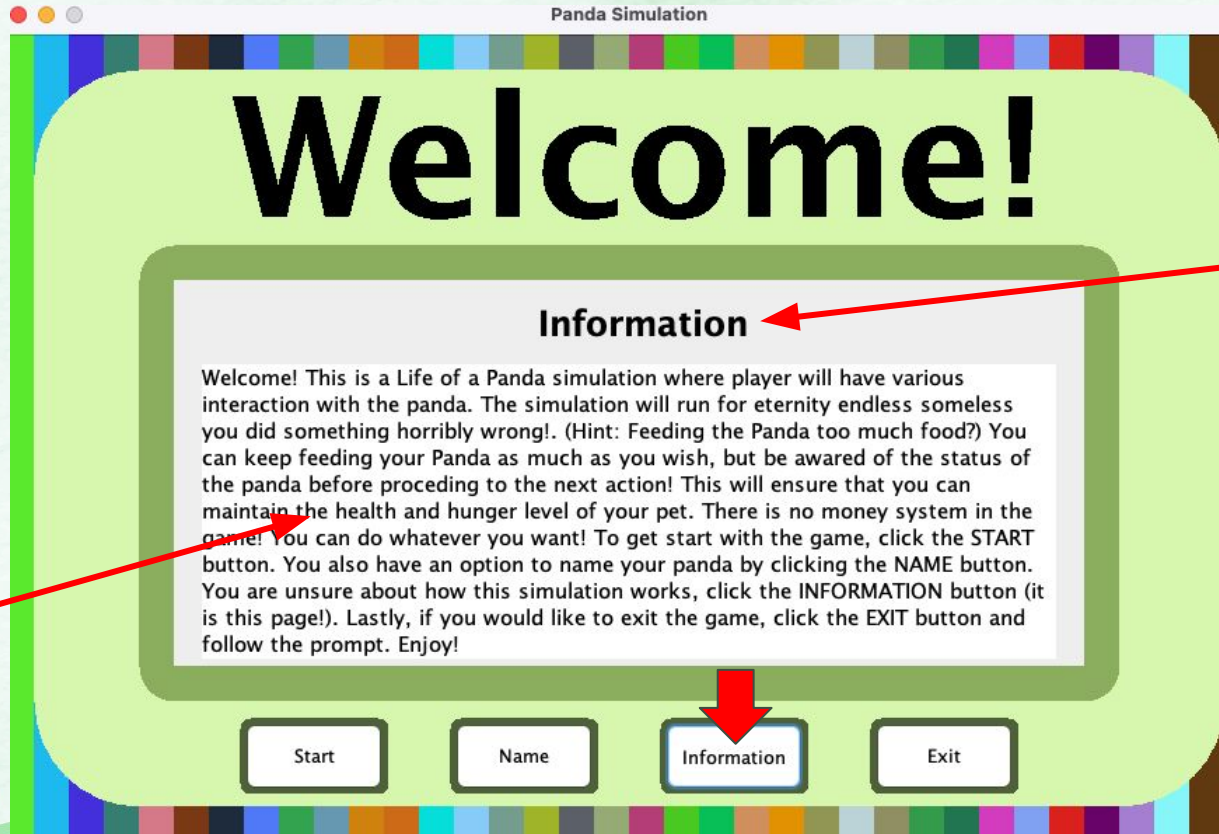 Panda Simulation
Welcome!
Information
Welcome! This is a Life of a Panda simulation where player will have various
interaction with the panda. The simulation will run for eternity endless someless
you did something horribly wrong!. (Hint: Feeding the Panda too much food?) You
can keep feeding your Panda as much as you wish, but be awared of the status of
the panda before proceding to the next action! This will ensure that you can
maintain the health and hunger level of your pet. There is no money system in the
game! You can do whatever you want! To get start with the game, click the START
button. You also have an option to name your panda by clicking the NAME button.
You are unsure about how this simulation works, click the INFORMATION button (it
is this page!). Lastly, if you would like to exit the game, click the EXIT button and
follow the prompt. Enjoy!
Start Name Information Exit